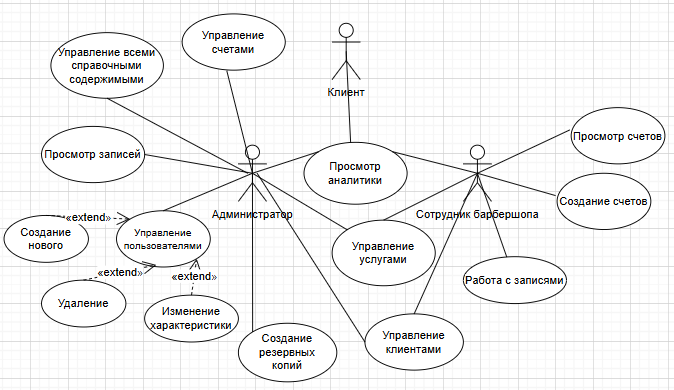 Управление
счетами
Управление всеми
справочными
содержимыми
Клиент
Просмотр счетов
Просмотр записей
Просмотр
аналитики
Создание счетов
Администратор
Сотрудник барбершопа
«extend»
Создание
нового
Управление
пользователями
Управление
услугами
«extend»
«extend»
Работа с записями
Удаление
Изменение
характеристики
Создание
резервных
копий
Управление
клиентами